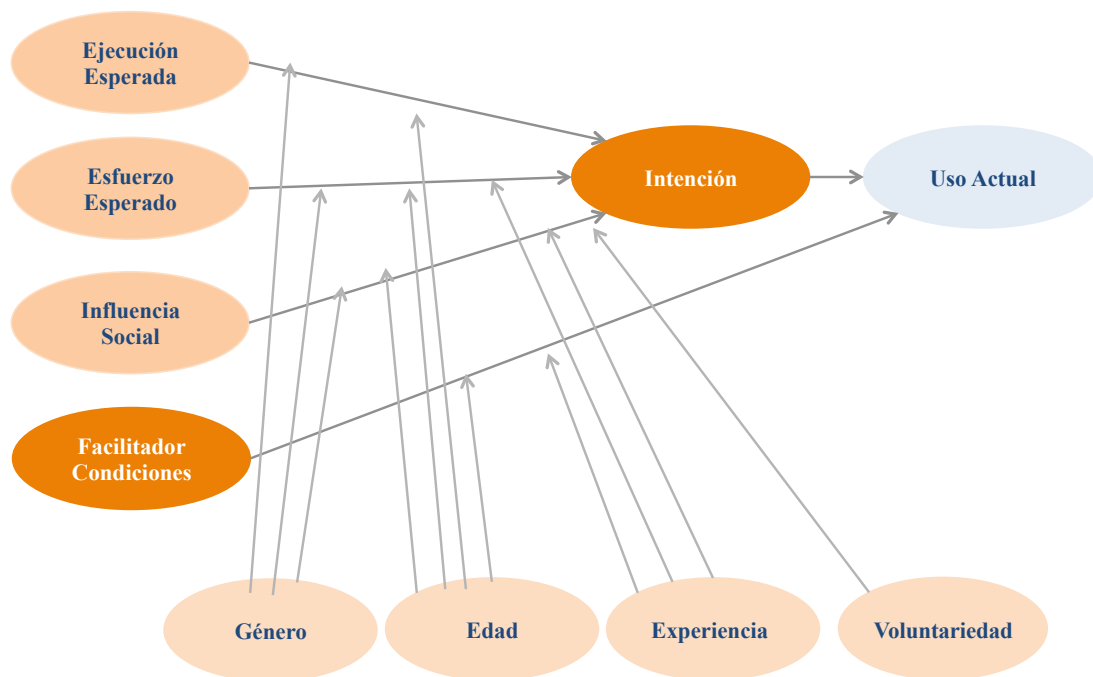 Ejecución
Esperada
Esfuerzo
Esperado
Intención
Uso Actual
Influencia
Social
Facilitador
Condiciones
Género
Edad
Experiencia
Voluntariedad